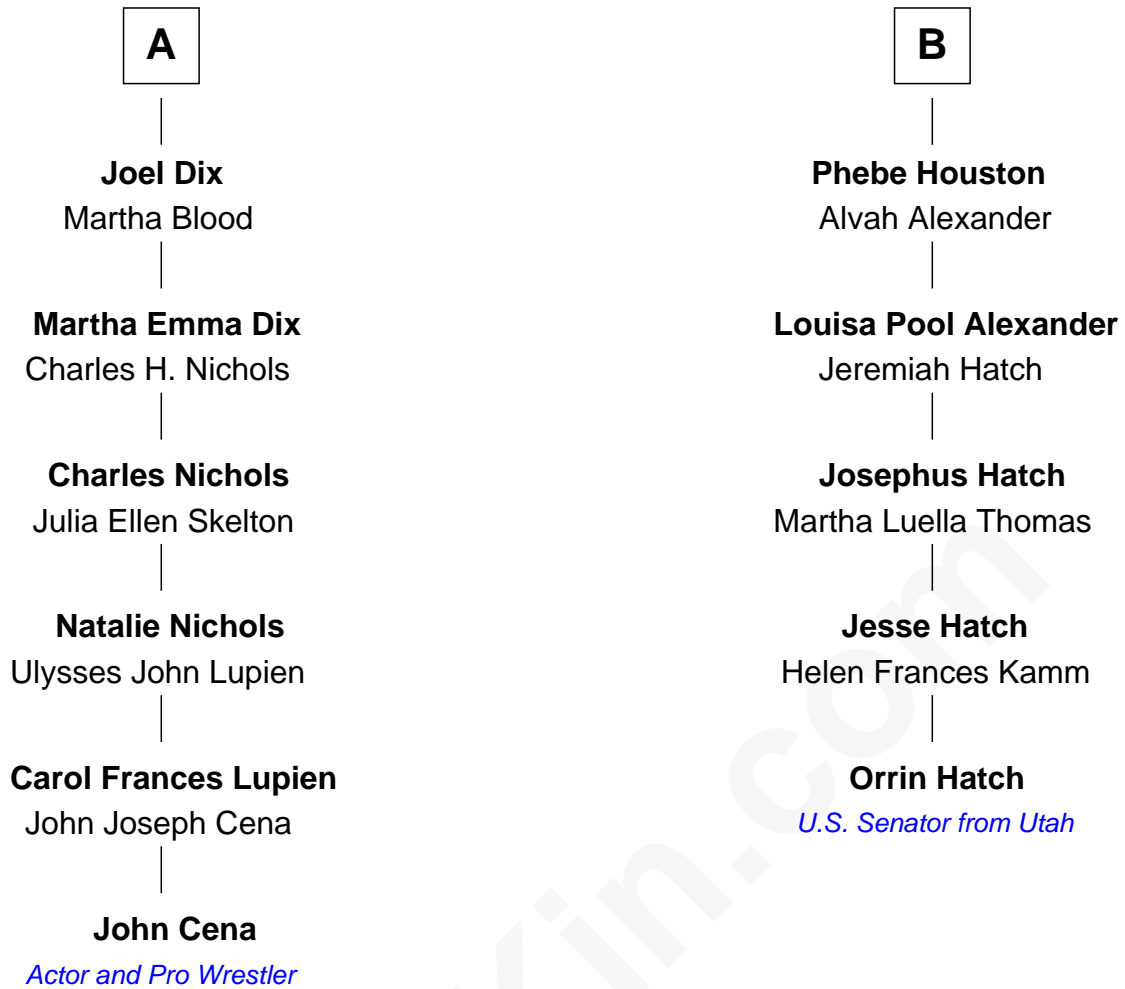 A
Joel Dix
Martha Blood
Martha Emma Dix
Charles H. Nichols
Charles Nichols
Julia Ellen Skelton
Natalie Nichols
Ulysses John Lupien
Carol Frances Lupien
John Joseph Cena
John Cena
Actor and Pro Wrestler
B
Phebe Houston
Alvah Alexander
Louisa Pool Alexander
Jeremiah Hatch
Josephus Hatch
Martha Luella Thomas
Jesse Hatch
Helen Frances Kamm
Orrin Hatch
U.S. Senator from Utah
Kin.com